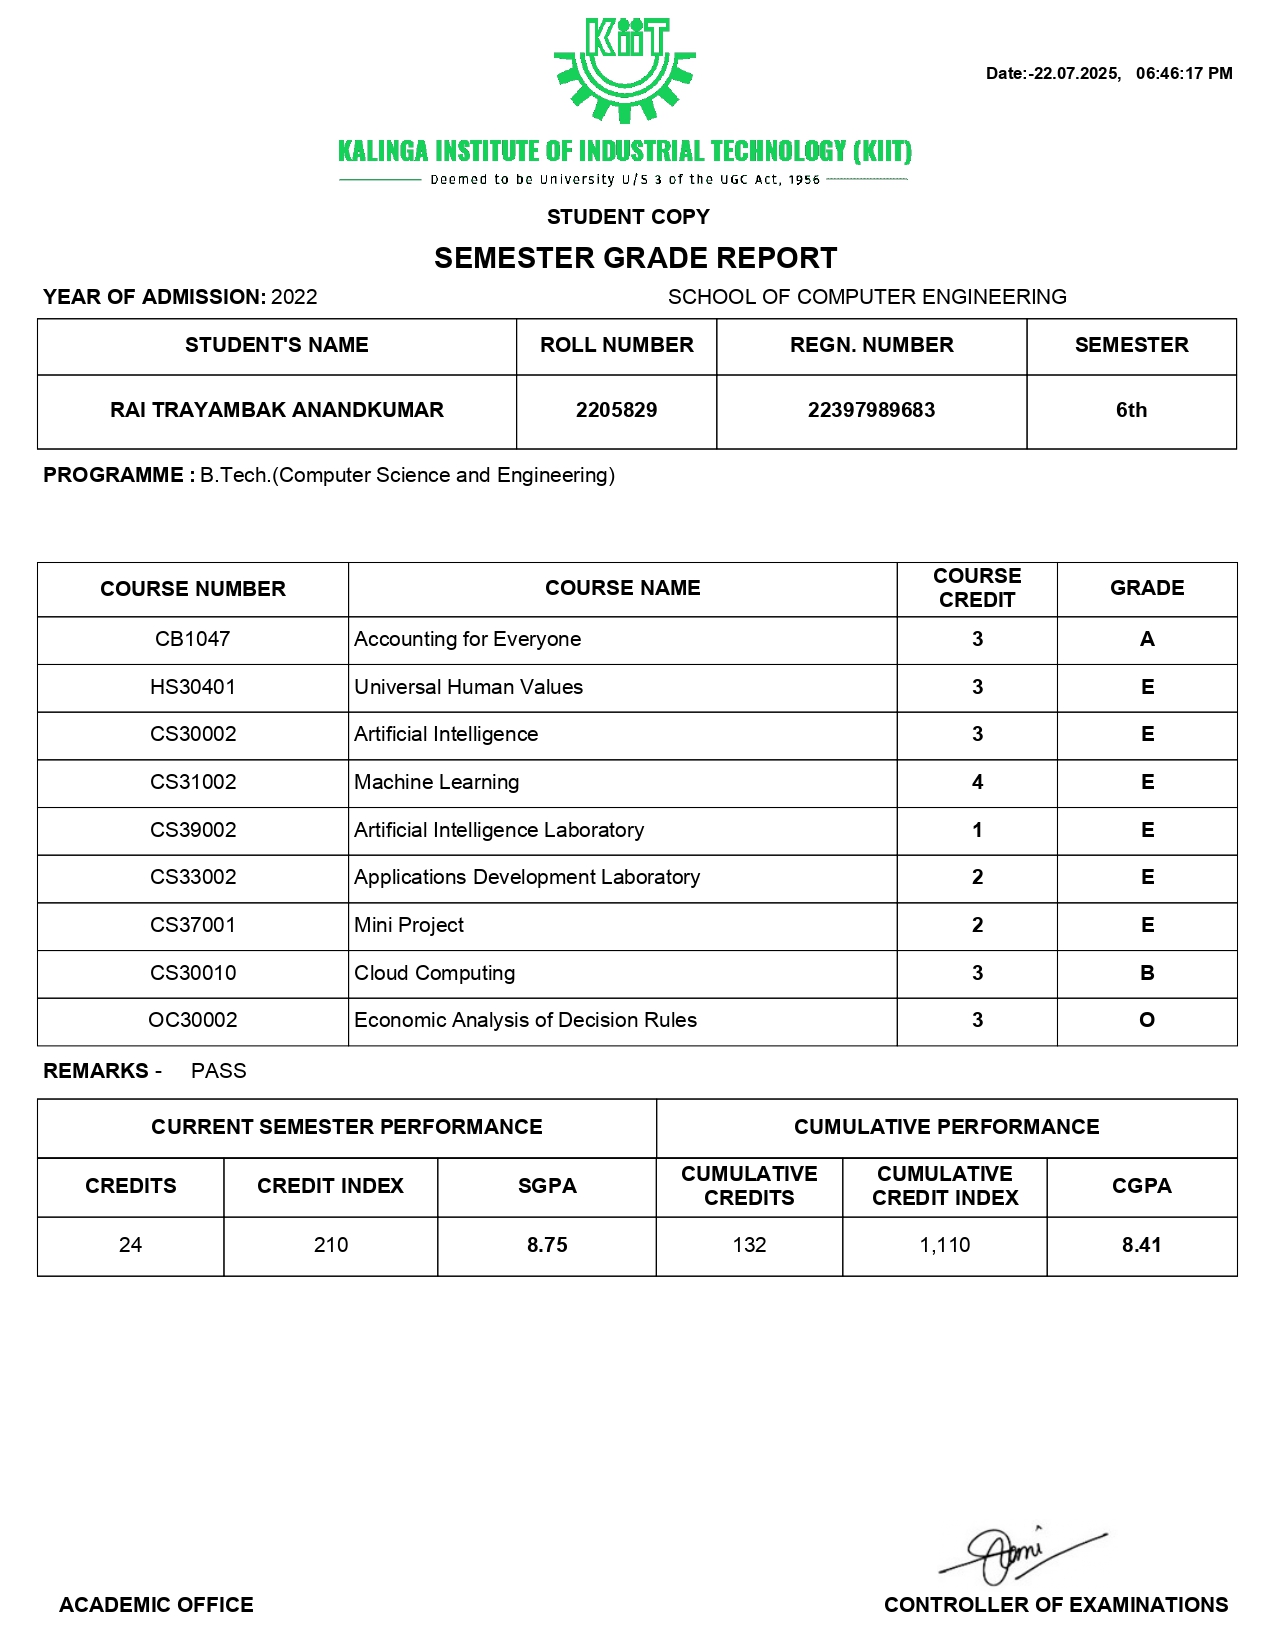 KiiT
Date:-22.07.2025, 06:46:17 PM
KALINGA INSTITUTE OF INDUSTRIAL TECHNOLOGY (KIIT)
Deemed to be University U/S 3 of the UGC Act, 1956
STUDENT COPY
SEMESTER GRADE REPORT
YEAR OF ADMISSION: 2022 SCHOOL OF COMPUTER ENGINEERING
STUDENT'S NAME ROLL NUMBER REGN. NUMBER SEMESTER
RAI TRAYAMBAK ANANDKUMAR 2205829 22397989683 6th
PROGRAMME : B.Tech.(Computer Science and Engineering)
COURSE NUMBER COURSE NAME COURSE CREDIT GRADE
CB1047 Accounting for Everyone 3 A
HS30401 Universal Human Values 3 E
CS30002 Artificial Intelligence 3 E
CS31002 Machine Learning 4 E
CS39002 Artificial Intelligence Laboratory 1 E
CS33002 Applications Development Laboratory 2 E
CS37001 Mini Project 2 E
CS30010 Cloud Computing 3 B
OC30002 Economic Analysis of Decision Rules 3 O
REMARKS - PASS
CURRENT SEMESTER PERFORMANCE CUMULATIVE PERFORMANCE
CREDITS CREDIT INDEX SGPA CUMULATIVE CREDITS CUMULATIVE CREDIT INDEX CGPA
24 210 8.75 132 1,110 8.41
ACADEMIC OFFICE CONTROLLER OF EXAMINATIONS